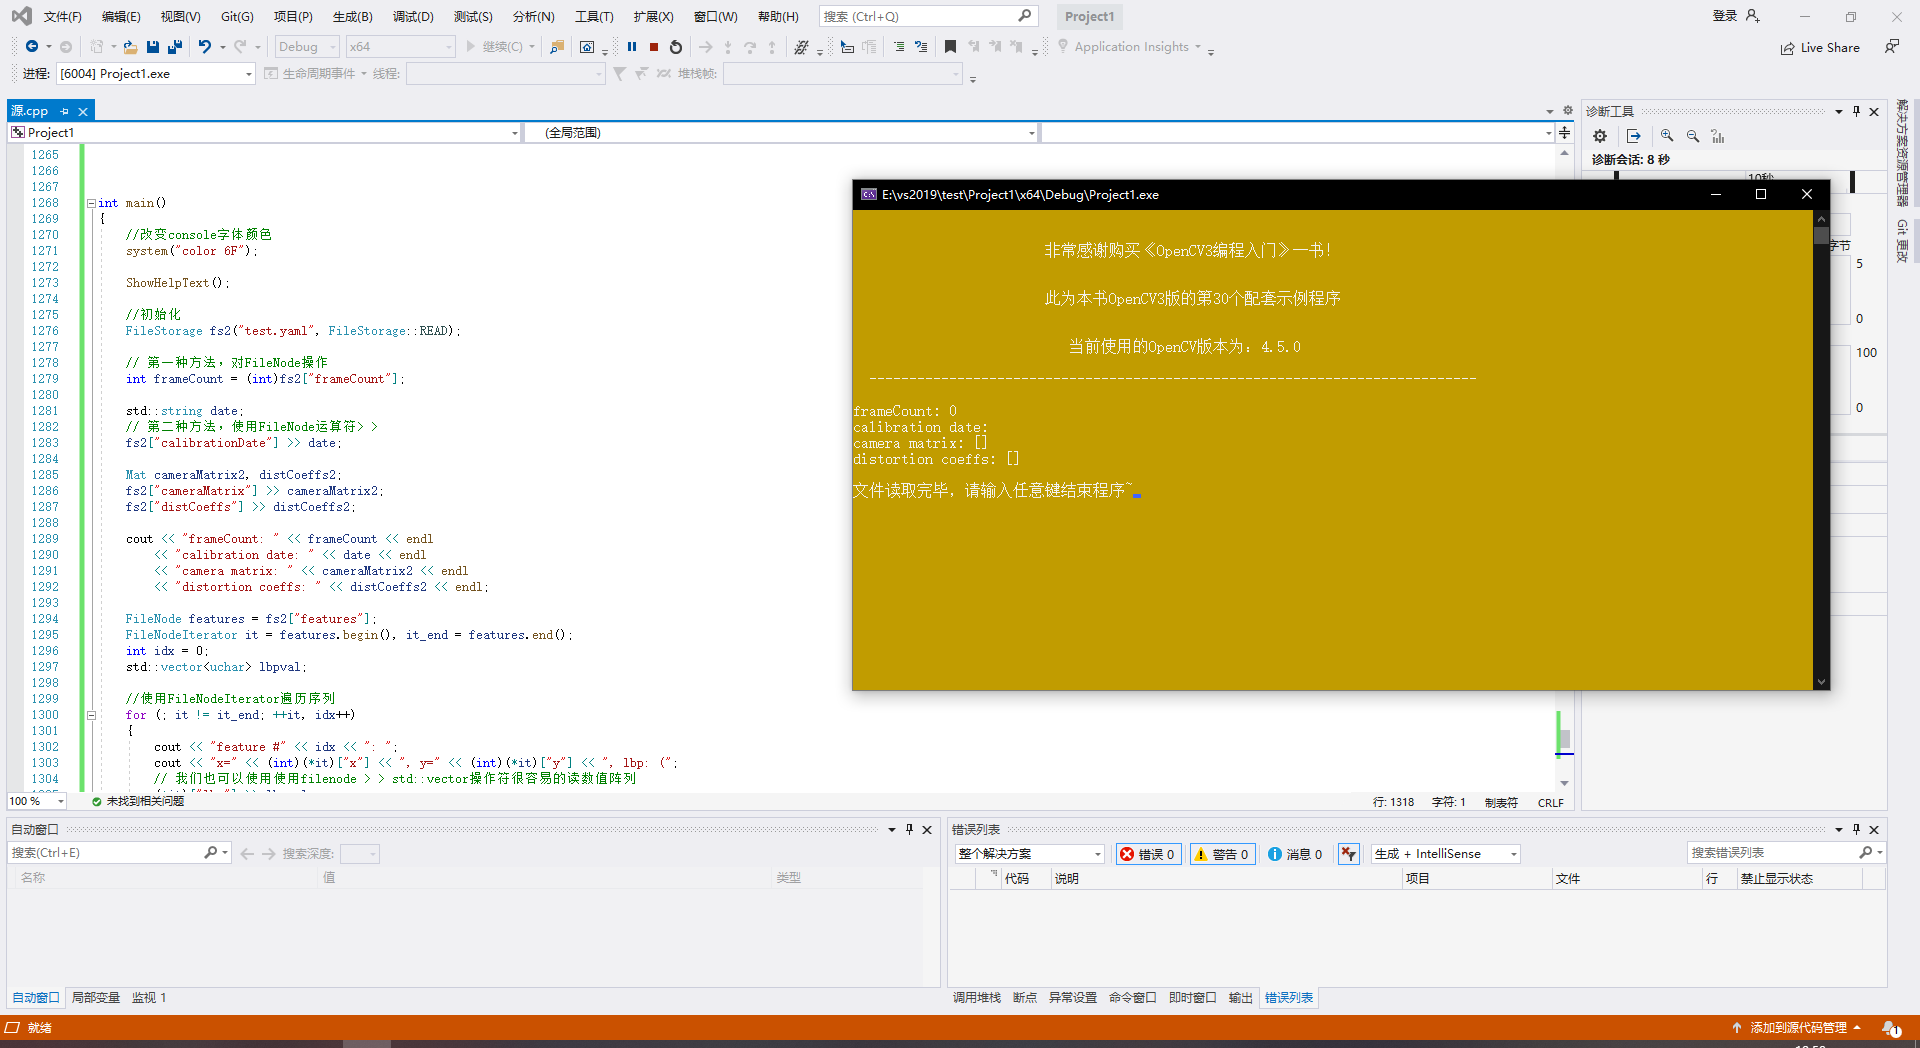 文件(F) 编辑(E) 视图(V) Git(G) 项目(P) 生成(B) 调试(D) 测试(S) 分析(N) 工具(T) 扩展(X) 窗口(W) 帮助(H) 搜索 (Ctrl+Q) Project1 登录
Debug x64 继续(C) Application Insights Live Share
进程: [6004] Project1.exe 生命周期事件 线程: 堆栈帧:
源.cpp
Project1 (全局范围)
1265
1266
1267
1268 int main()
1269 {
1270 //改变console字体颜色
1271 system("color 6F");
1272
1273 ShowHelpText();
1274
1275 //初始化
1276 FileStorage fs2("test.yaml", FileStorage::READ);
1277
1278 // 第一种方法，对FileNode操作
1279 int frameCount = (int)fs2["frameCount"];
1280
1281 std::string date;
1282 // 第二种方法，使用FileNode运算符> >
1283 fs2["calibrationDate"] >> date;
1284
1285 Mat cameraMatrix2, distCoeffs2;
1286 fs2["cameraMatrix"] >> cameraMatrix2;
1287 fs2["distCoeffs"] >> distCoeffs2;
1288
1289 cout << "frameCount: " << frameCount << endl
1290 << "calibration date: " << date << endl
1291 << "camera matrix: " << cameraMatrix2 << endl
1292 << "distortion coeffs: " << distCoeffs2 << endl;
1293
1294 FileNode features = fs2["features"];
1295 FileNodeIterator it = features.begin(), it_end = features.end();
1296 int idx = 0;
1297 std::vector<uchar> lbpval;
1298
1299 //使用FileNodeIterator遍历序列
1300 for (; it != it_end; ++it, idx++)
1301 {
1302 cout << "feature #" << idx << ": ";
1303 cout << "x=" << (int)(*it)["x"] << ", y=" << (int)(*it)["y"] << ", lbp: (";
1304 // 我们也可以使用使用filenode > > std::vector操作符很容易的读数值阵列
100 % 未找到相关问题 行: 1318 字符: 1 制表符 CRLF
E:\vs2019\test\Project1\x64\Debug\Project1.exe
非常感谢购买《OpenCV3编程入门》一书!
此为本书OpenCV3版的第30个配套示例程序
当前使用的OpenCV版本为: 4.5.0
----------------------------------------------------------------------------
frameCount: 0
calibration date:
camera matrix: []
distortion coeffs: []
文件读取完毕，请输入任意键结束程序~
诊断工具
诊断会话: 8 秒
10秒
字节
5
0
100
0
解决方案资源管理器
Git 更改
自动窗口
搜索(Ctrl+E) 搜索深度:
名称 值 类型
自动窗口 局部变量 监视 1
错误列表
整个解决方案 错误 0 警告 0 消息 0 生成 + IntelliSense 搜索错误列表
代码 说明 项目 文件 行 禁止显示状态
调用堆栈 断点 异常设置 命令窗口 即时窗口 输出 错误列表
就绪 添加到源代码管理 1